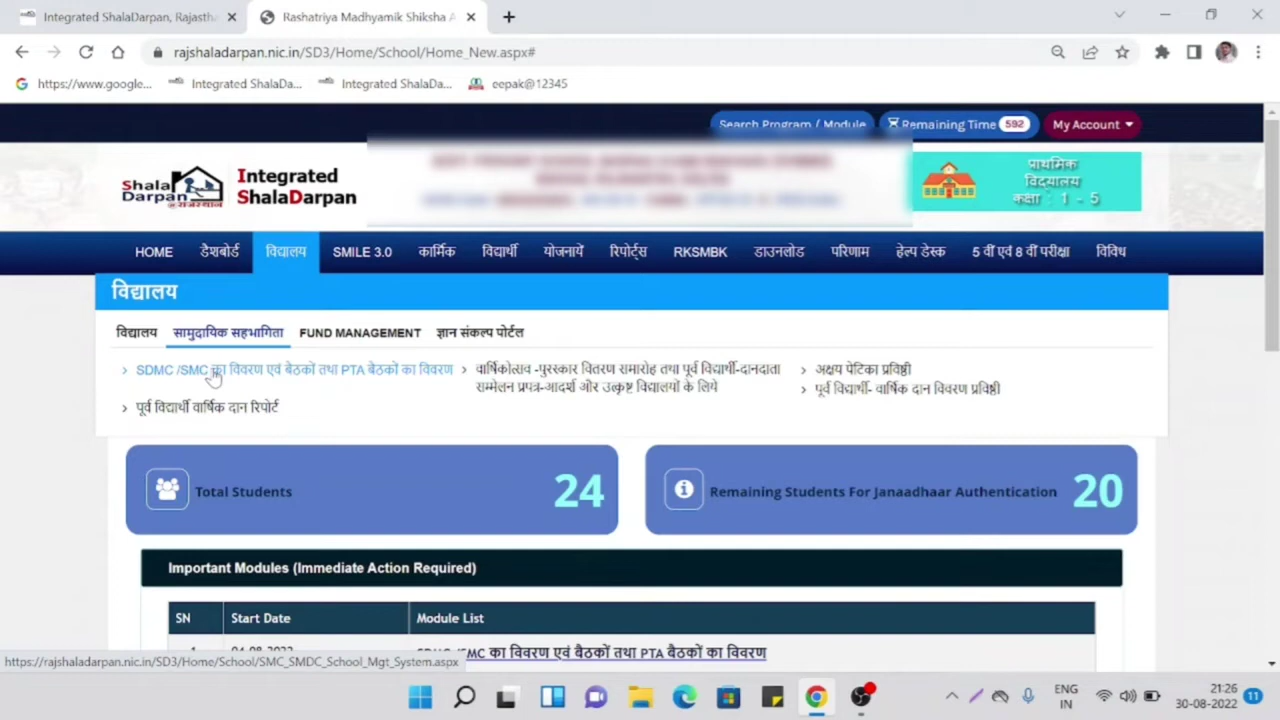 Integrated ShalaDarpan, Rajasth
Rashatriya Madhyamik Shiksha A
rajshaladarpan.nic.in/SD3/Home/School/Home_New.aspx#
https://www.google... Integrated ShalaDa... Integrated ShalaDa... eepak@12345
Search Program / Module Remaining Time 592 My Account
Shala Darpan राजस्थान
Integrated ShalaDarpan
प्राथमिक
विद्यालय
कक्षा : 1 - 5
HOME डैशबोर्ड विद्यालय SMILE 3.0 कार्मिक विद्यार्थी योजनायें रिपोर्ट्स RKSMBK डाउनलोड परिणाम हेल्प डेस्क 5 वीं एवं 8 वीं परीक्षा विविध
विद्यालय
विद्यालय सामुदायिक सहभागिता FUND MANAGEMENT ज्ञान संकल्प पोर्टल
SDMC /SMC का विवरण एवं बैठकों तथा PTA बैठकों का विवरण
वार्षिकोत्सव -पुरस्कार वितरण समारोह तथा पूर्व विद्यार्थी-दानदाता
सम्मेलन प्रपत्र-आदर्श ओर उत्कृष्ट विद्यालयों के लिये
अक्षय पेटिका प्रविष्ठी
पूर्व विद्यार्थी- वार्षिक दान विवरण प्रविष्ठी
पूर्व विद्यार्थी वार्षिक दान रिपोर्ट
Total Students 24
Remaining Students For Janaadhaar Authentication 20
Important Modules (Immediate Action Required)
SN Start Date Module List
MC का विवरण एवं बैठकों तथा PTA बैठकों का विवरण
https://rajshaladarpan.nic.in/SD3/Home/School/SMC_SMDC_School_Mgt_System.aspx
ENG
IN
21:26
30-08-2022
11